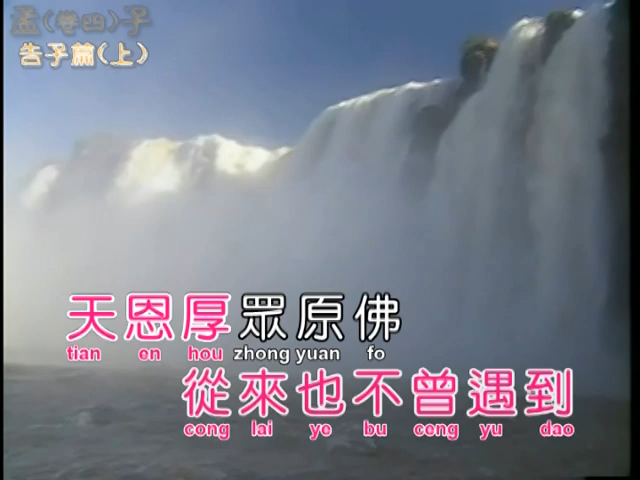 孟(卷四)子
告子篇(上)
天恩厚眾原佛
tian en hou zhong yuan fo
從來也不曾遇到
cong lai ye bu ceng yu dao